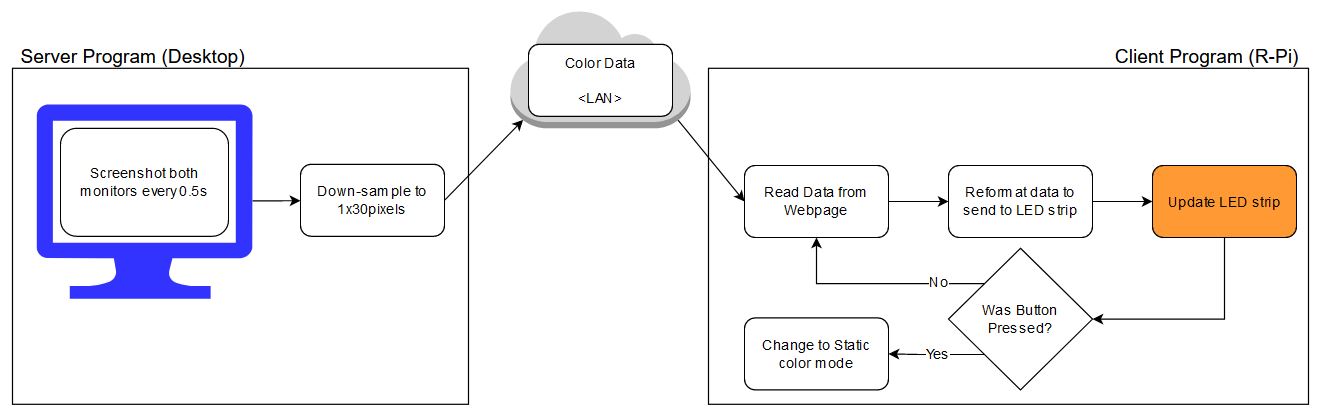 Server Program (Desktop)
Color Data
<LAN>
Client Program (R-Pi)
Screenshot both
monitors every 0.5s
Down-sample to
1x30pixels
Read Data from
Webpage
Reformat data to
send to LED strip
Update LED strip
No
Was Button
Pressed?
Change to Static
color mode
Yes